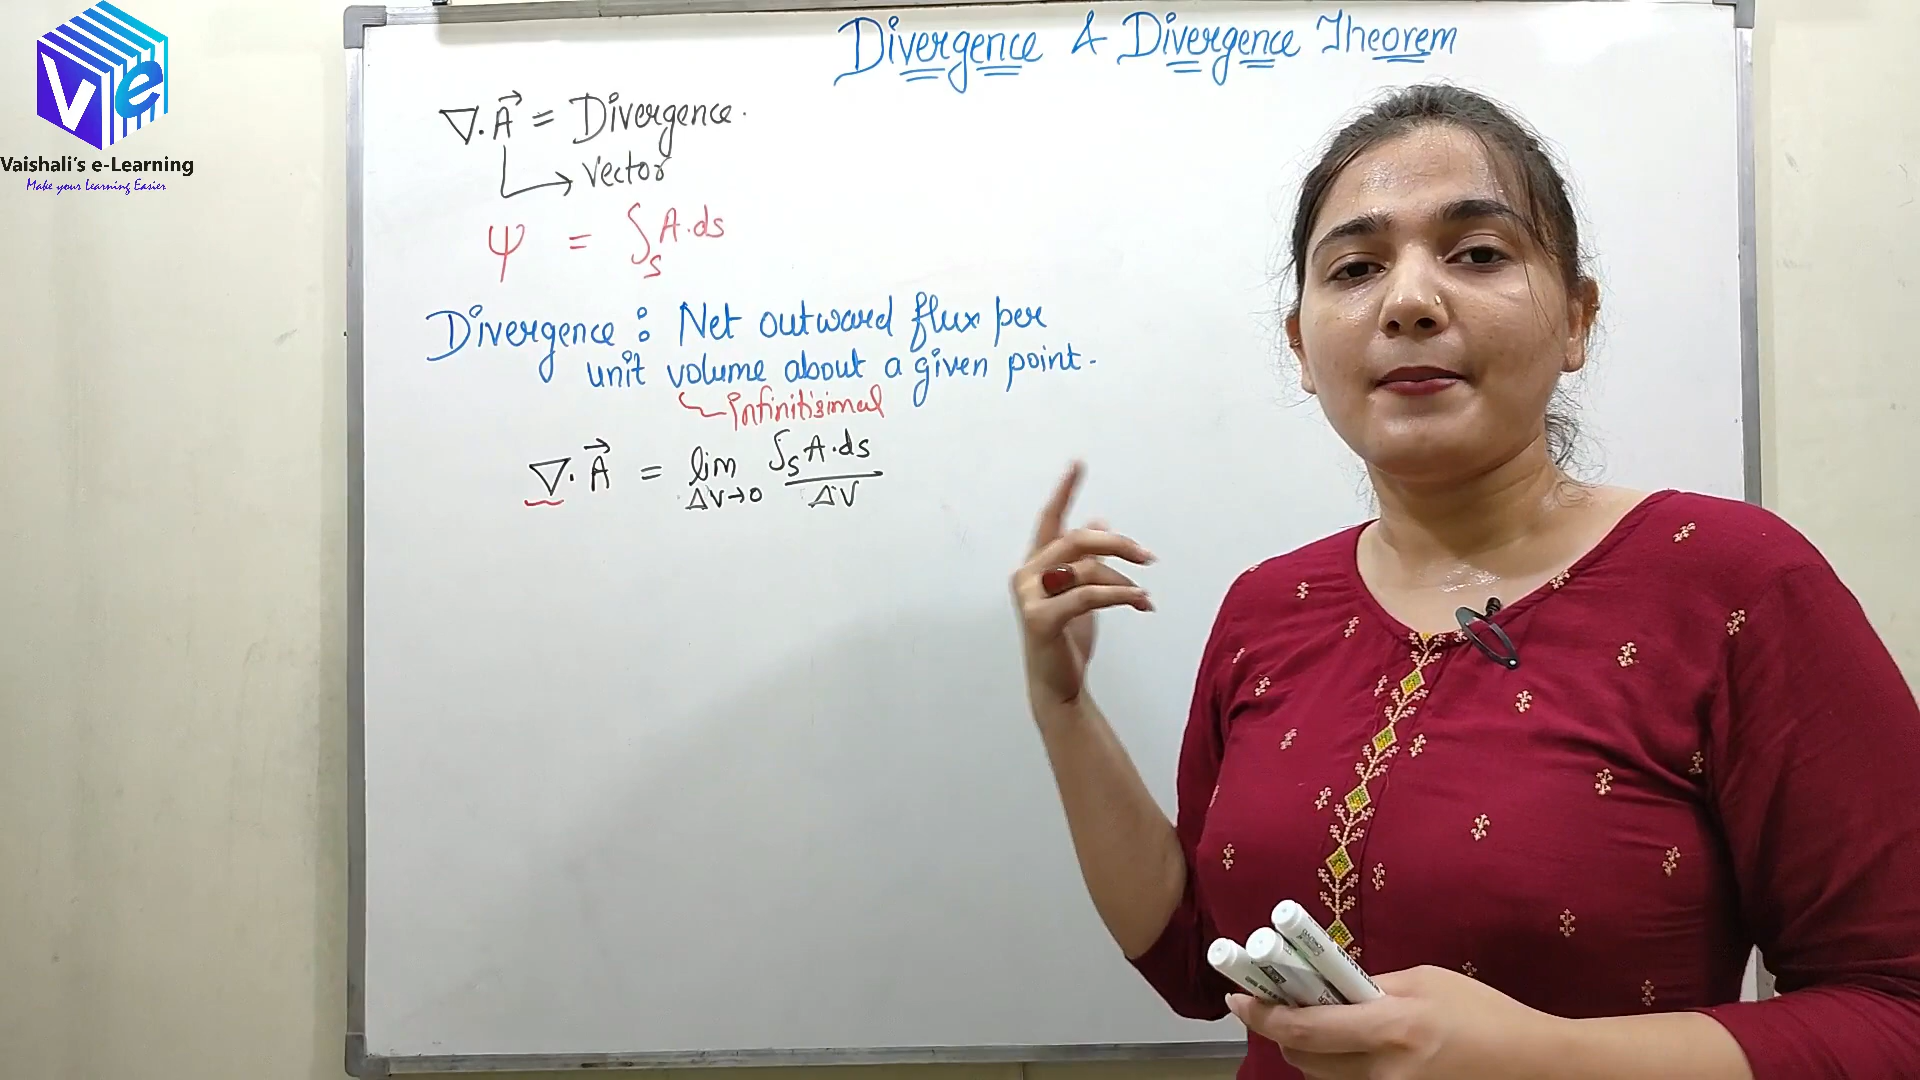 Ve
Vaishali's e-Learning
Make your Learning Easier
Divergence & Divergence Theorem
∇.A⃗ = Divergence.
Vector
ψ = ∫s A.ds
Divergence : Net outward flux per
unit volume about a given point.
infinitisimal
∇.A⃗ = lim ΔV→0 ∫s A.ds / ΔV